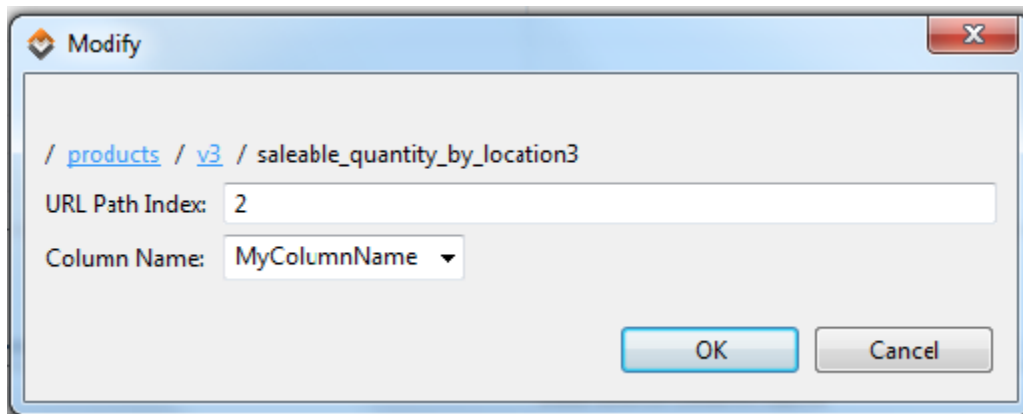 Modify
/ products / v3 / saleable_quantity_by_location3
URL Path Index: 2
Column Name: MyColumnName
OK Cancel